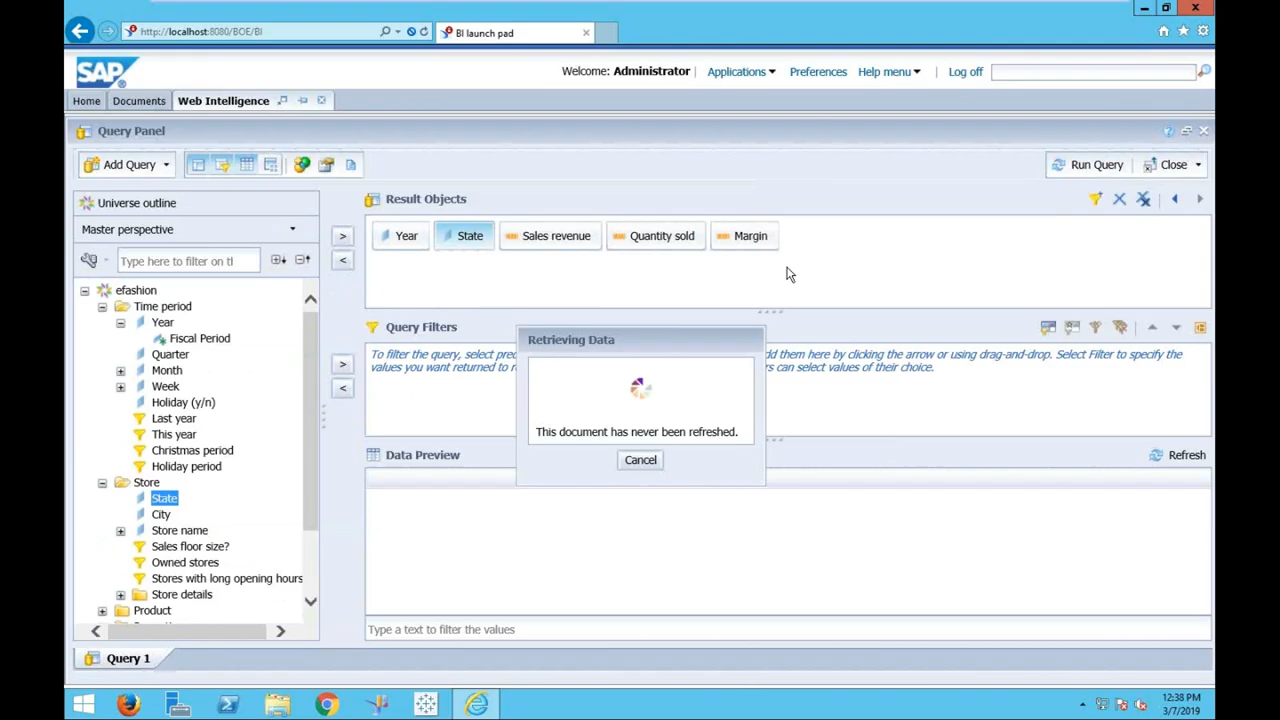 http://localhost:8080/BOE/BI
BI launch pad
SAP
Welcome: Administrator
Applications
Preferences
Help menu
Log off
Home
Documents
Web Intelligence
Query Panel
Add Query
Run Query
Close
Universe outline
Master perspective
Type here to filter on tl
efashion
Time period
Year
Fiscal Period
Quarter
Month
Week
Holiday (y/n)
Last year
This year
Christmas period
Holiday period
Store
State
City
Store name
Sales floor size?
Owned stores
Stores with long opening hours
Store details
Product
Result Objects
Year
State
Sales revenue
Quantity sold
Margin
Query Filters
To filter the query, select pred
add them here by clicking the arrow or using drag-and-drop. Select Filter to specify the
values you want returned to r
ers can select values of their choice.
Retrieving Data
This document has never been refreshed.
Cancel
Data Preview
Refresh
Type a text to filter the values
Query 1
12:38 PM
3/7/2019